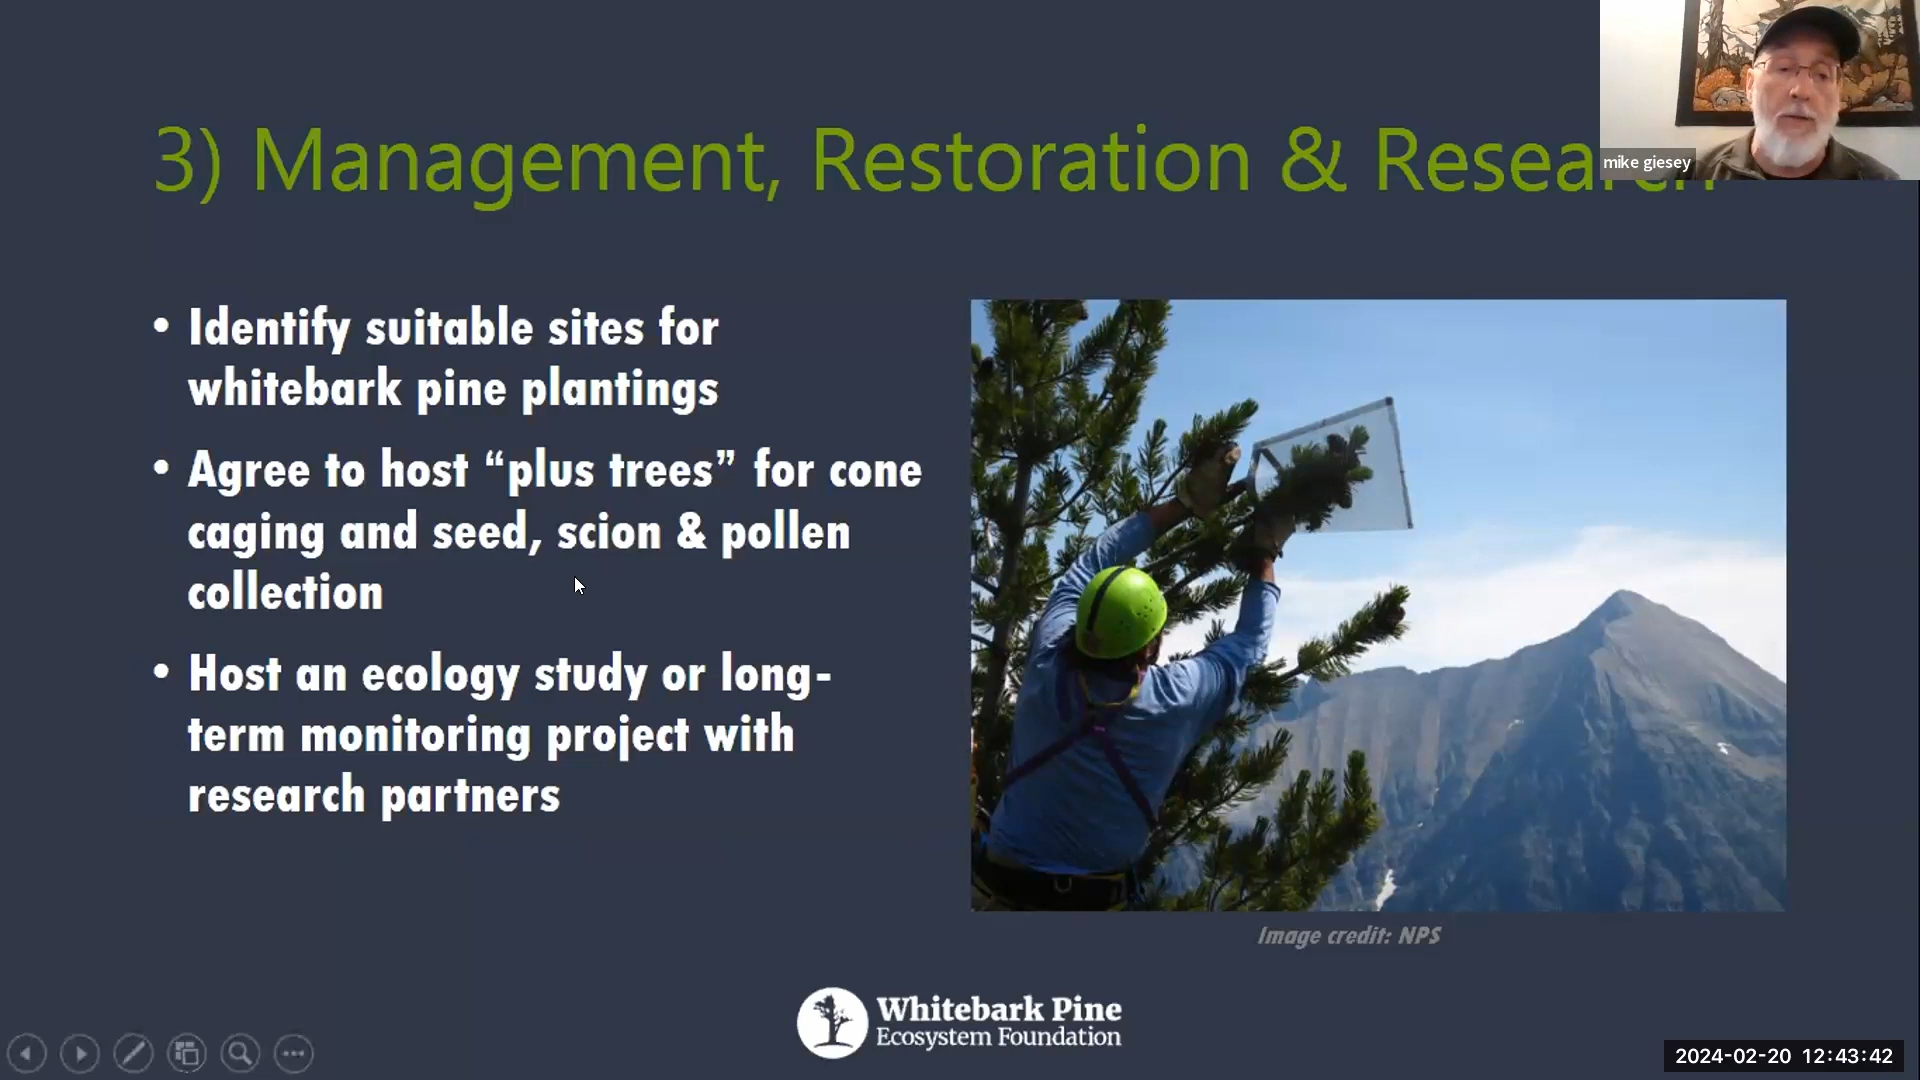 3) Management, Restoration & Research
mike giesey
• Identify suitable sites for
whitebark pine plantings
• Agree to host “plus trees” for cone
caging and seed, scion & pollen
collection
• Host an ecology study or long-
term monitoring project with
research partners
Image credit: NPS
Whitebark Pine
Ecosystem Foundation
2024-02-20 12:43:42